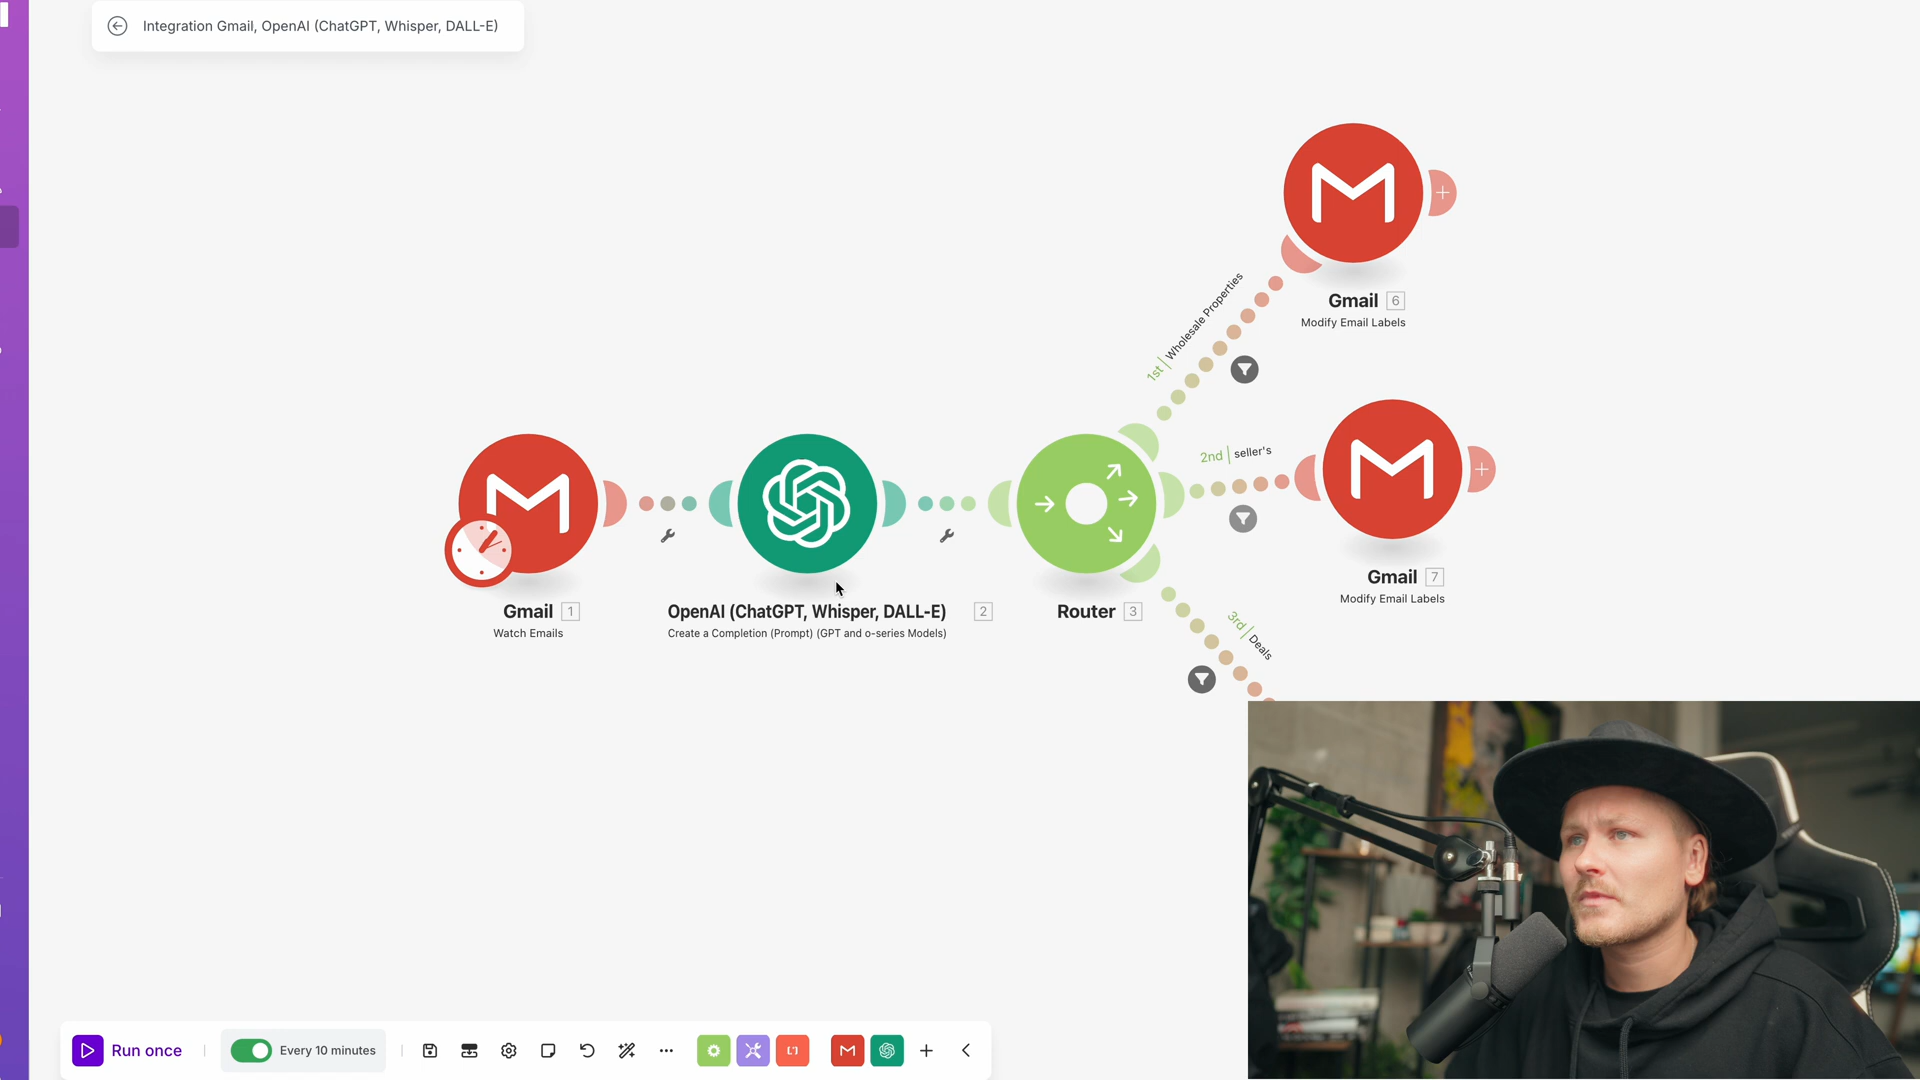 Integration Gmail, OpenAI (ChatGPT, Whisper, DALL-E)
Gmail 6
Modify Email Labels
1st | Wholesale Properties
2nd | seller's
Gmail 7
Modify Email Labels
Gmail 1
Watch Emails
OpenAI (ChatGPT, Whisper, DALL-E) 2
Create a Completion (Prompt) (GPT and o-series Models)
Router 3
3rd | Deals
Run once
Every 10 minutes